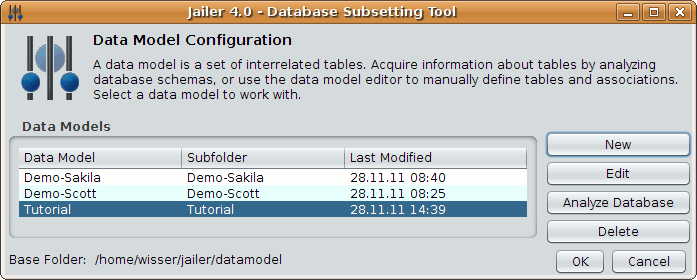 Jailer 4.0 - Database Subsetting Tool
Data Model Configuration
A data model is a set of interrelated tables. Acquire information about tables by analyzing
database schemas, or use the data model editor to manually define tables and associations.
Select a data model to work with.
Data Models
Data Model Subfolder Last Modified
Demo-Sakila Demo-Sakila 28.11.11 08:40
Demo-Scott Demo-Scott 28.11.11 08:25
Tutorial Tutorial 28.11.11 14:39
New
Edit
Analyze Database
Delete
Base Folder: /home/wisser/jailer/datamodel
OK Cancel